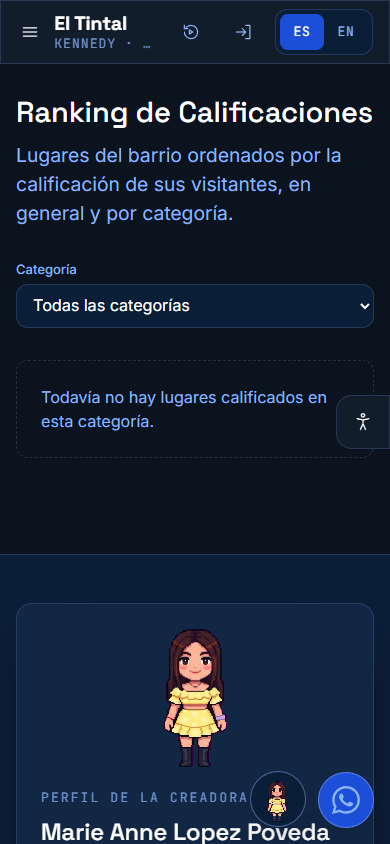 El Tintal
KENNEDY · …
ES
EN
Ranking de Calificaciones
Lugares del barrio ordenados por la
calificación de sus visitantes, en
general y por categoría.
Categoría
Todas las categorías
Todavía no hay lugares calificados en
esta categoría.
PERFIL DE LA CREADORA
Marie Anne Lopez Poveda